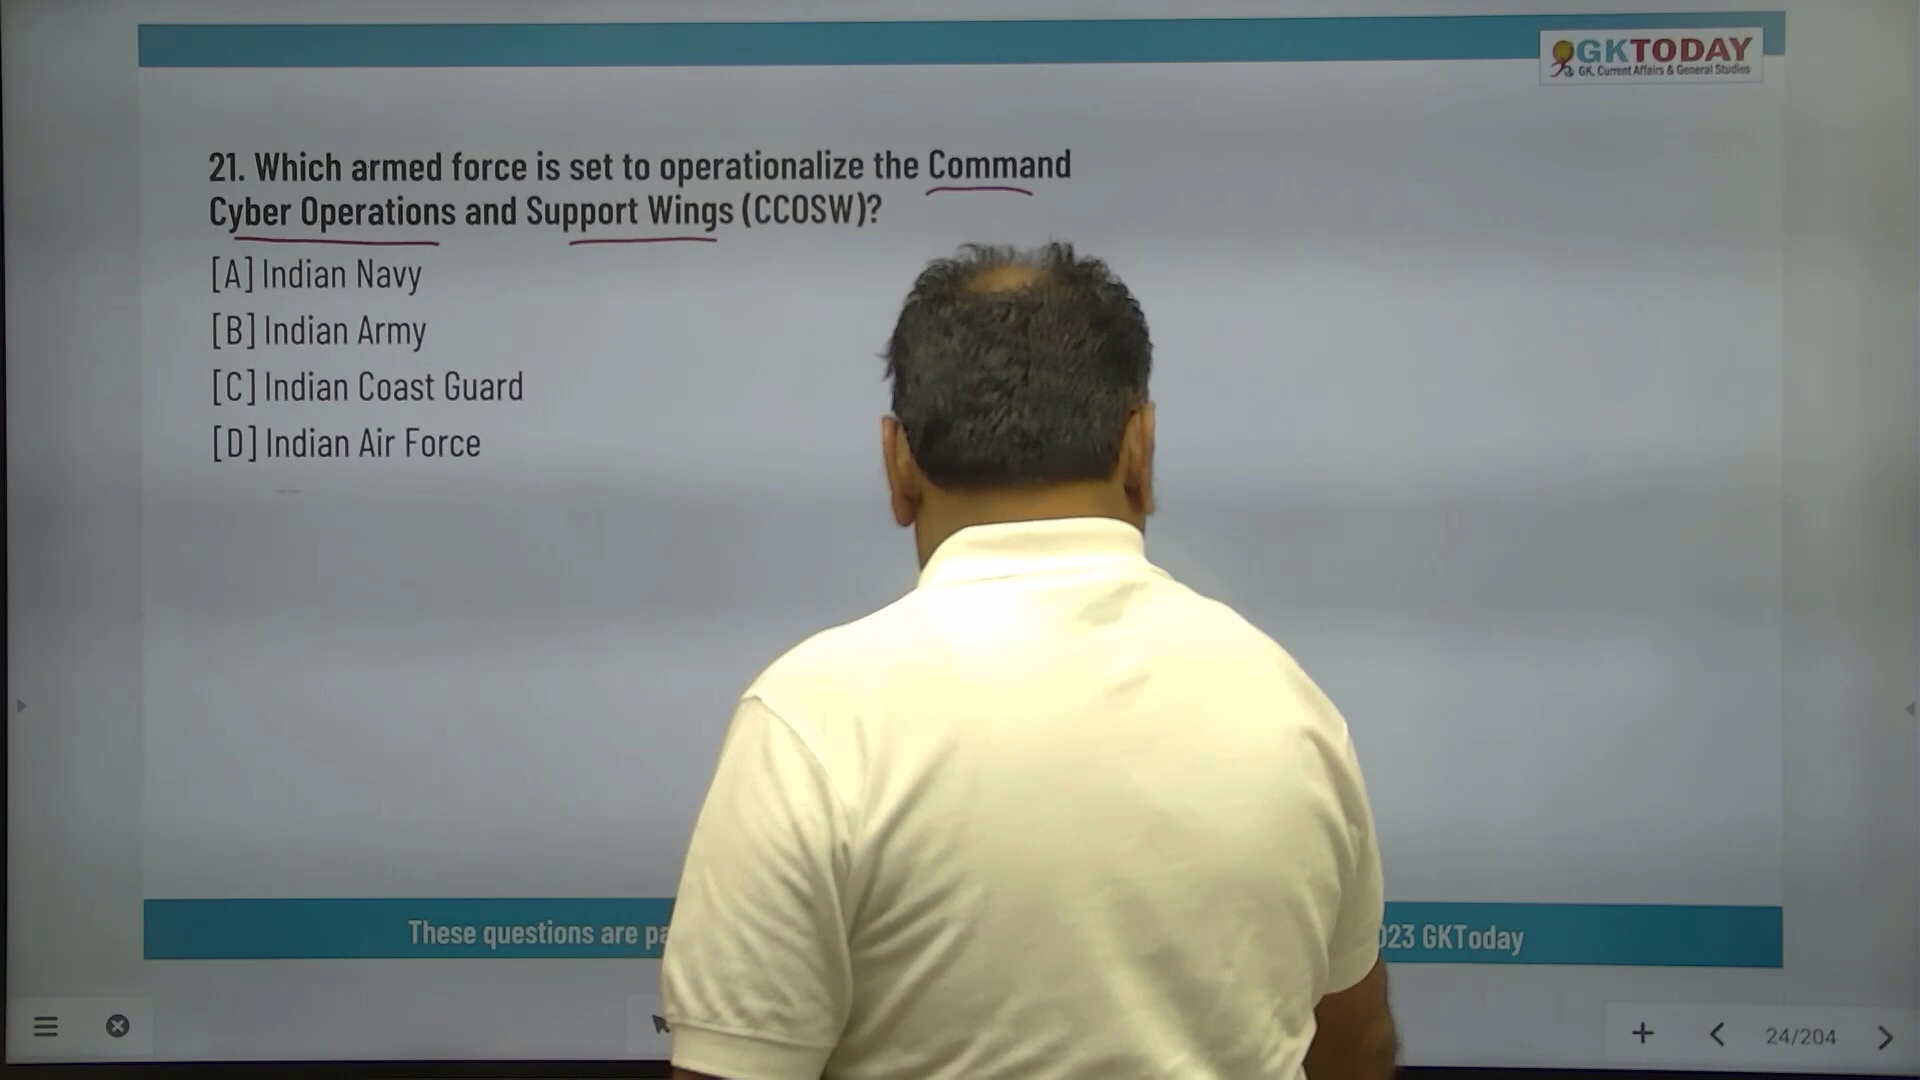 GKTODAY
GK, Current Affairs & General Studies
21. Which armed force is set to operationalize the Command
Cyber Operations and Support Wings (CCOSW)?
[A] Indian Navy
[B] Indian Army
[C] Indian Coast Guard
[D] Indian Air Force
These questions are
GKToday
24/204